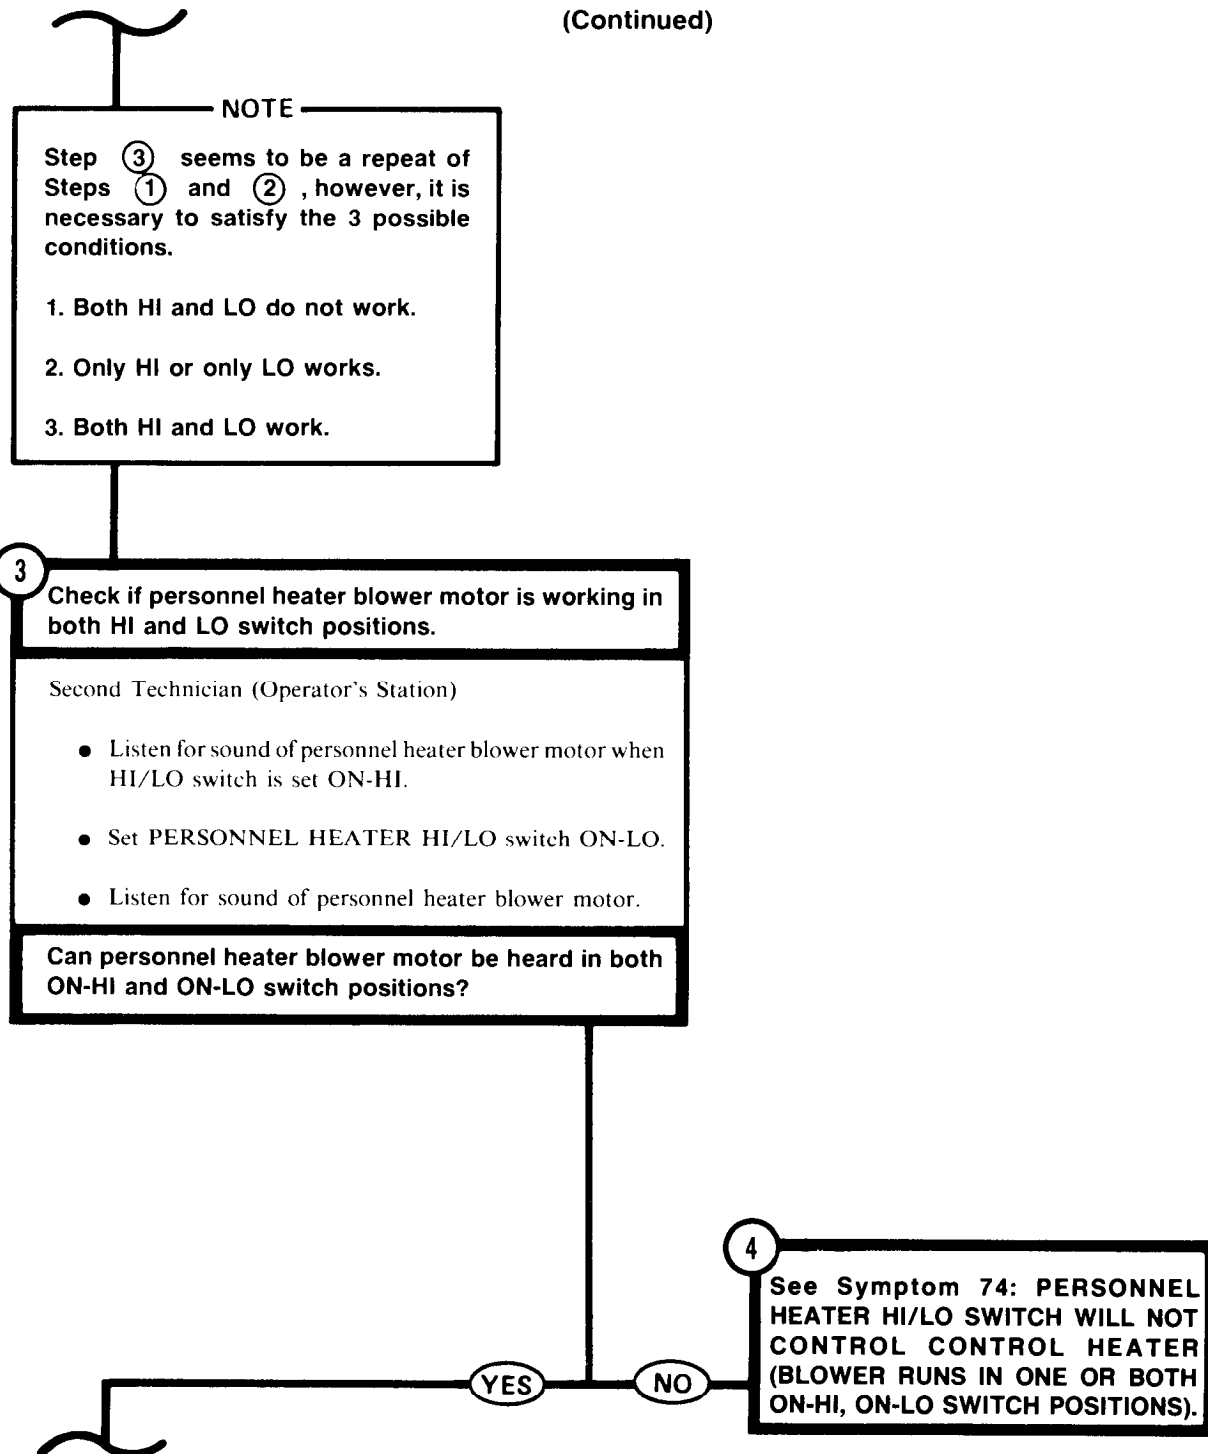 (Continued)
NOTE
Step 3 seems to be a repeat of
Steps 1 and 2 , however, it is
necessary to satisfy the 3 possible
conditions.
1. Both HI and LO do not work.
2. Only HI or only LO works.
3. Both HI and LO work.
3
Check if personnel heater blower motor is working in
both HI and LO switch positions.
Second Technician (Operator's Station)
● Listen for sound of personnel heater blower motor when
HI/LO switch is set ON-HI.
● Set PERSONNEL HEATER HI/LO switch ON-LO.
● Listen for sound of personnel heater blower motor.
Can personnel heater blower motor be heard in both
ON-HI and ON-LO switch positions?
4
See Symptom 74: PERSONNEL
HEATER HI/LO SWITCH WILL NOT
CONTROL CONTROL HEATER
(BLOWER RUNS IN ONE OR BOTH
ON-HI, ON-LO SWITCH POSITIONS).
YES
NO